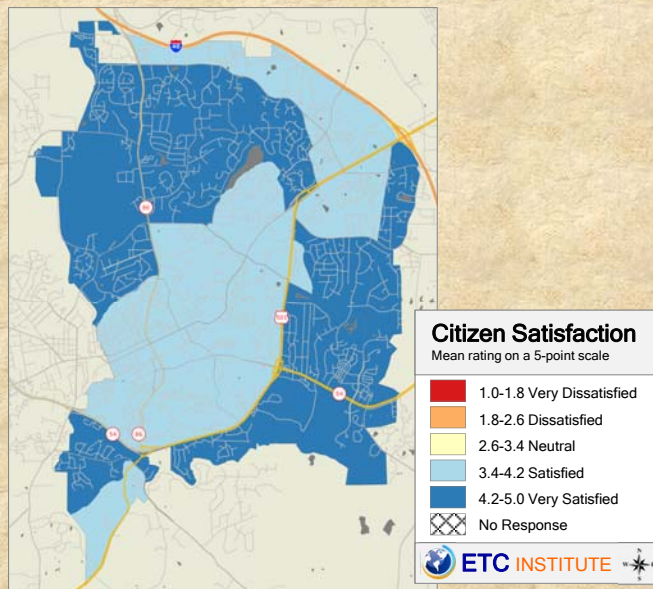 40
86
501
54
54
86
Citizen Satisfaction
Mean rating on a 5-point scale
1.0-1.8 Very Dissatisfied
1.8-2.6 Dissatisfied
2.6-3.4 Neutral
3.4-4.2 Satisfied
4.2-5.0 Very Satisfied
No Response
ETC INSTITUTE